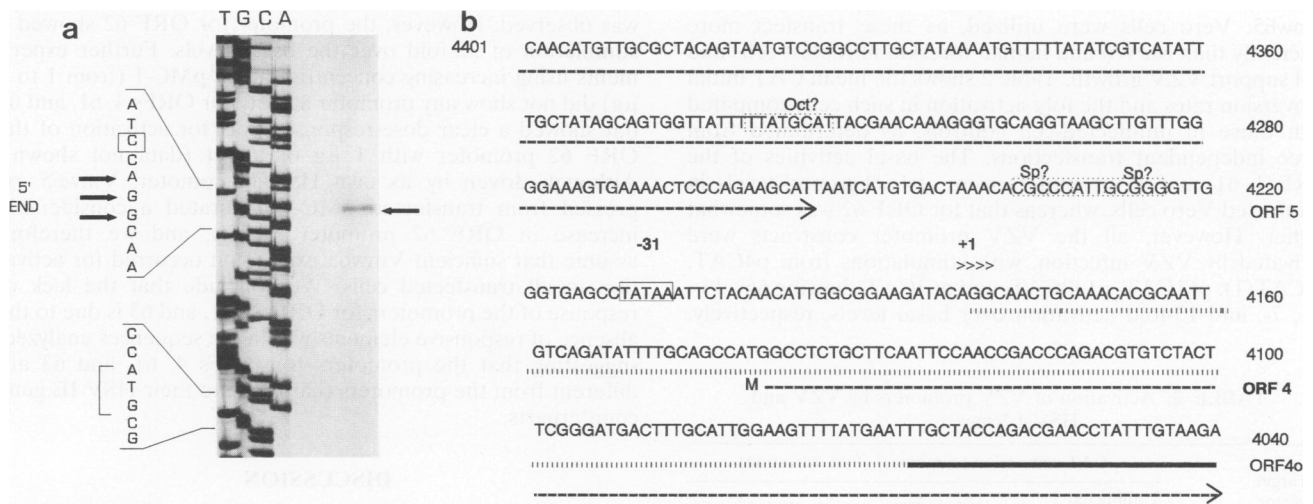 a
T G C A
A
T
C
C
A
G
G
C
A
A
5'
END
C
C
A
T
G
C
G
b
4401 CAACATGTTGCGCTACAGTAATGTCCGGCCTTGCTATAAAATGTTTTTATATCGTCATATT 4360
Oct?
TGCTATAGCAGTGGTTATTTTATGCATTACGAACAAAGGGTGCAGGTAAGCTTGTTTGG 4280
Sp? Sp?
GGAAAGTGAAAACTCCCAGAAGCATTAATCATGTGACTAAACACGCCCATTGCGGGGTTG 4220
ORF 5
-31 +1
>>>>
GGTGAGCCTATAAATTCTACAACATTGGCGGAAGATACAGGCAACTGCAAACACGCAATT 4160
GTCAGATATTTTGCAGCCATGGCCTCTGCTTCAATTCCAACCGACCCAGACGTGTCTACT 4100
M ORF 4
TCGGGATGACTTTGCATTGGAAGTTTTATGAATTTGCTACCAGACGAACCTATTTGTAAGA 4040
ORF4o